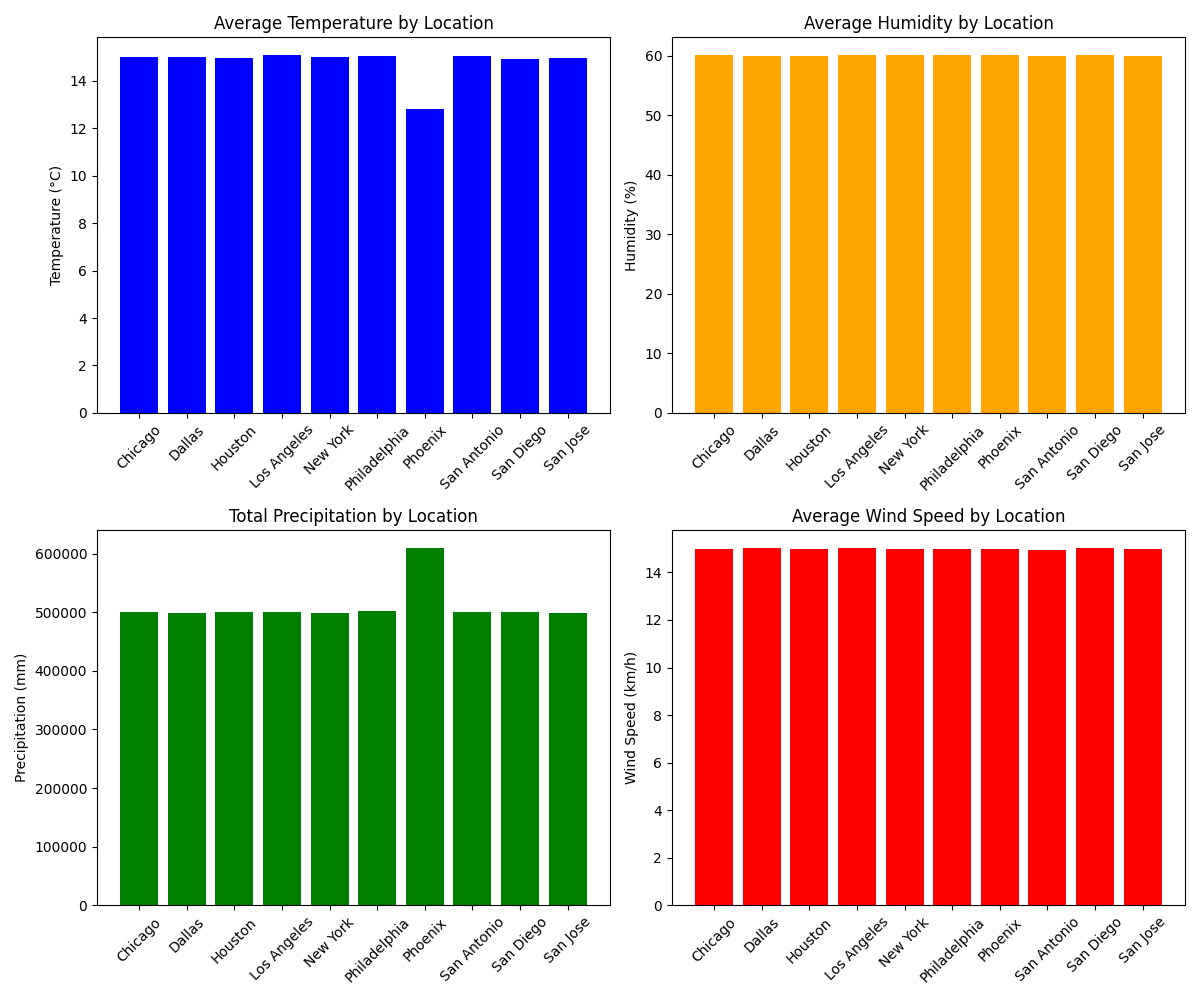 Average Temperature by Location
Temperature (°C)
14
12
10
8
6
4
2
0
Chicago
Dallas
Houston
Los Angeles
New York
Philadelphia
Phoenix
San Antonio
San Diego
San Jose
Average Humidity by Location
Humidity (%)
60
50
40
30
20
10
0
Chicago
Dallas
Houston
Los Angeles
New York
Philadelphia
Phoenix
San Antonio
San Diego
San Jose
Total Precipitation by Location
Precipitation (mm)
600000
500000
400000
300000
200000
100000
0
Chicago
Dallas
Houston
Los Angeles
New York
Philadelphia
Phoenix
San Antonio
San Diego
San Jose
Average Wind Speed by Location
Wind Speed (km/h)
14
12
10
8
6
4
2
0
Chicago
Dallas
Houston
Los Angeles
New York
Philadelphia
Phoenix
San Antonio
San Diego
San Jose